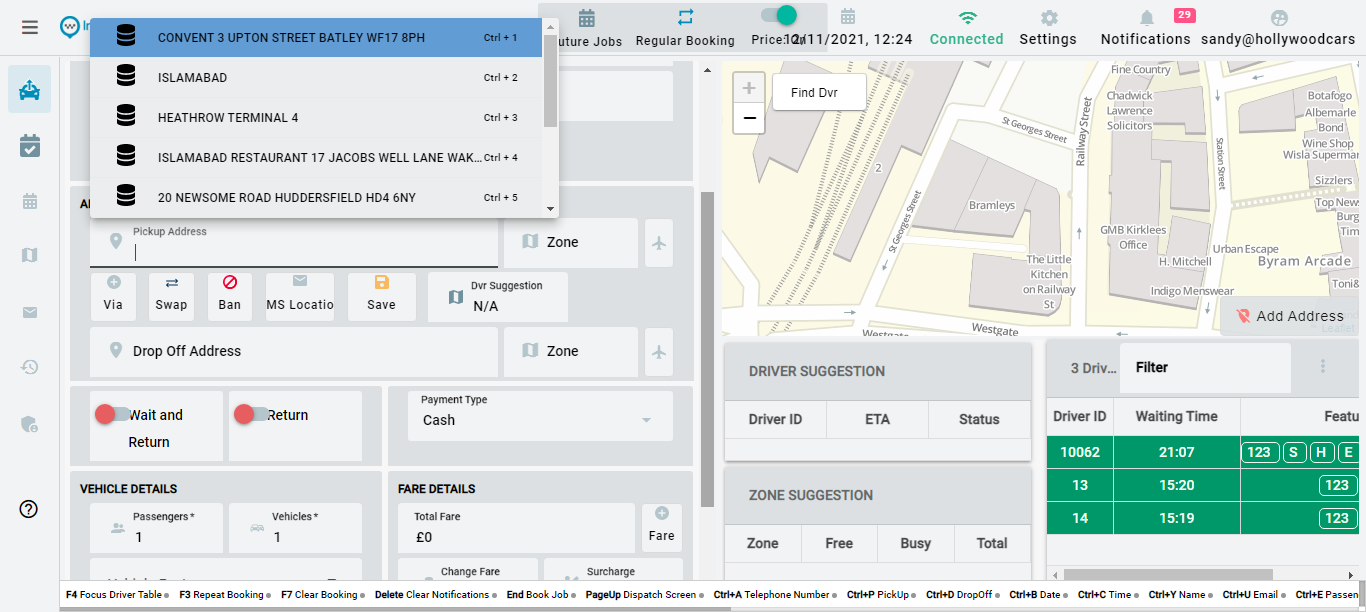 In
CONVENT 3 UPTON STREET BATLEY WF17 8PH Ctrl + 1
ISLAMABAD Ctrl + 2
HEATHROW TERMINAL 4 Ctrl + 3
ISLAMABAD RESTAURANT 17 JACOBS WELL LANE WAK... Ctrl + 4
20 NEWSOME ROAD HUDDERSFIELD HD4 6NY Ctrl + 5
uture Jobs
Regular Booking
Price:
12/11/2021, 12:24
Connected
Settings
29
Notifications
sandy@hollywoodcars
Pickup Address
Zone
Via
Swap
Ban
MS Locatio
Save
Dvr Suggestion
N/A
Drop Off Address
Zone
Wait and
Return
Return
Payment Type
Cash
VEHICLE DETAILS
Passengers*
1
Vehicles*
1
FARE DETAILS
Total Fare
£0
Fare
Change Fare
Surcharge
+
−
Find Dvr
2
Fine Country
Chadwick
Lawrence
Solicitors
Botafogo
Albemarle
Bond
Wine Shop
Wisla Supermar
Sizzlers
Top News
Burg
Tim
St Georges Street
Railway Street
Station Street
St Georges Street
Bramleys
GMB Kirklees
Office
Urban Escape
H. Mitchell
Byram Arcade
The Little
Kitchen
on Railway
St
Indigo Menswear
Toni&
Westgate
Westgate
Add Address
Leaflet
DRIVER SUGGESTION
Driver ID ETA Status
ZONE SUGGESTION
Zone Free Busy Total
3 Driv...
Filter
Driver ID Waiting Time Featu
10062 21:07 123 S H E
13 15:20 123
14 15:19 123
F4 Focus Driver Table F3 Repeat Booking F7 Clear Booking Delete Clear Notifications End Book Job PageUp Dispatch Screen Ctrl+A Telephone Number Ctrl+P PickUp Ctrl+D DropOff Ctrl+B Date Ctrl+C Time Ctrl+Y Name Ctrl+U Email Ctrl+E Passen